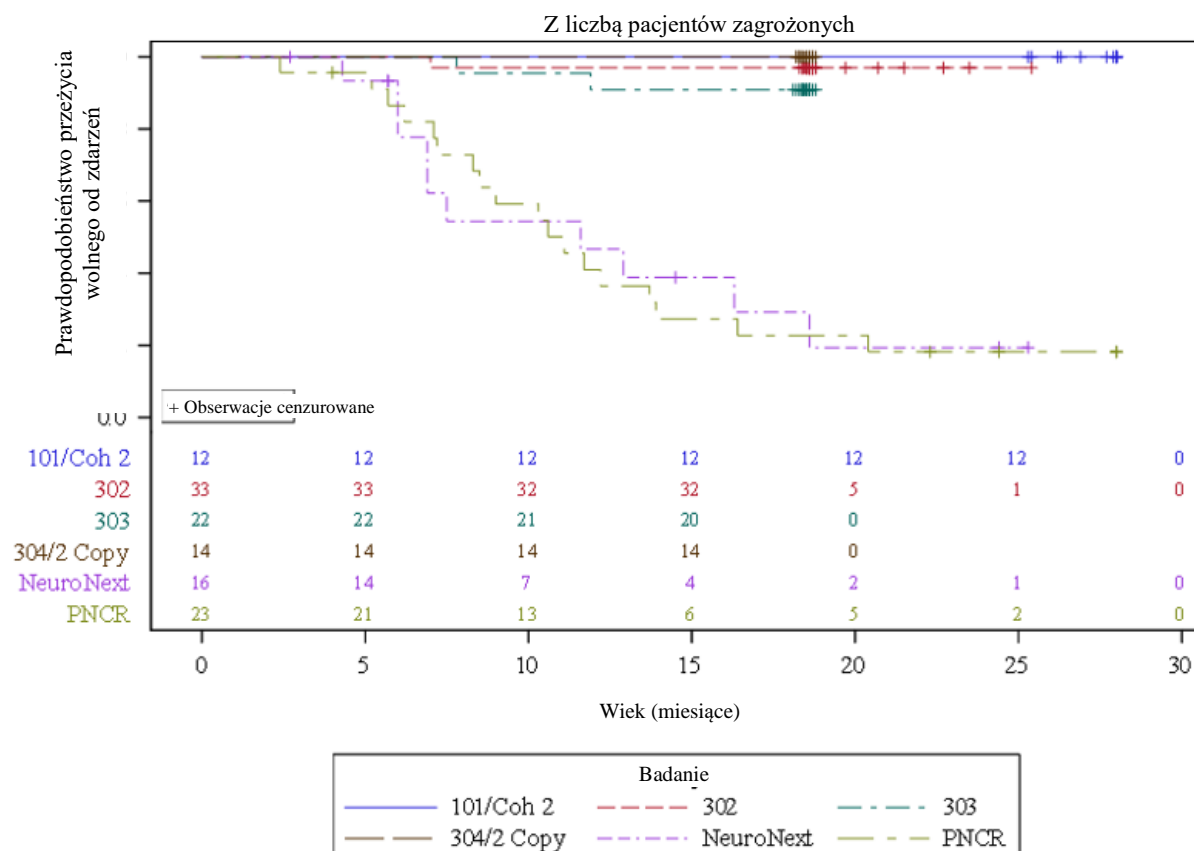 Z liczbą pacjentów zagrożonych
Prawdopodobieństwo przeżycia
wolnego od zdarzeń
+ Obserwacje cenzurowane
0.0
101/Coh 2 12 12 12 12 12 12 0
302 33 33 32 32 5 1 0
303 22 22 21 20 0
304/2 Copy 14 14 14 14 0
NeuroNext 16 14 7 4 2 1 0
PNCR 23 21 13 6 5 2 0
0 5 10 15 20 25 30
Wiek (miesiące)
Badanie
101/Coh 2 302 303
304/2 Copy NeuroNext PNCR